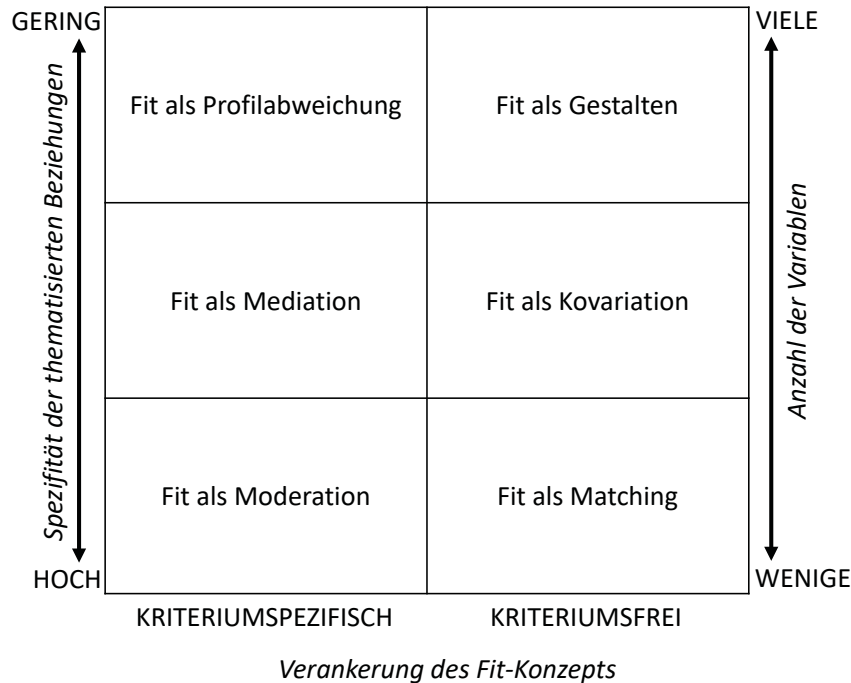 GERING
VIELE
Spezifität der thematisierten Beziehungen
Fit als Profilabweichung
Fit als Gestalten
Anzahl der Variablen
Fit als Mediation
Fit als Kovariation
Fit als Moderation
Fit als Matching
HOCH
WENIGE
KRITERIUMSPEZIFISCH
KRITERIUMSFREI
Verankerung des Fit-Konzepts